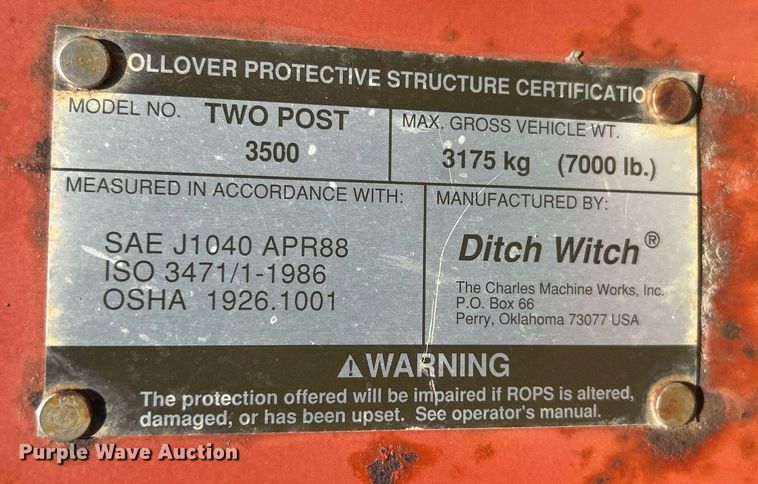 OLLOVER PROTECTIVE STRUCTURE CERTIFICATIO
MODEL NO. TWO POST
3500
MAX. GROSS VEHICLE WT.
3175 kg (7000 lb.)
MEASURED IN ACCORDANCE WITH:
SAE J1040 APR88
ISO 3471/1-1986
OSHA 1926.1001
MANUFACTURED BY:
Ditch Witch®
The Charles Machine Works, Inc.
P.O. Box 66
Perry, Oklahoma 73077 USA
⚠WARNING
The protection offered will be impaired if ROPS is altered,
damaged, or has been upset. See operator's manual.
Purple Wave Auction